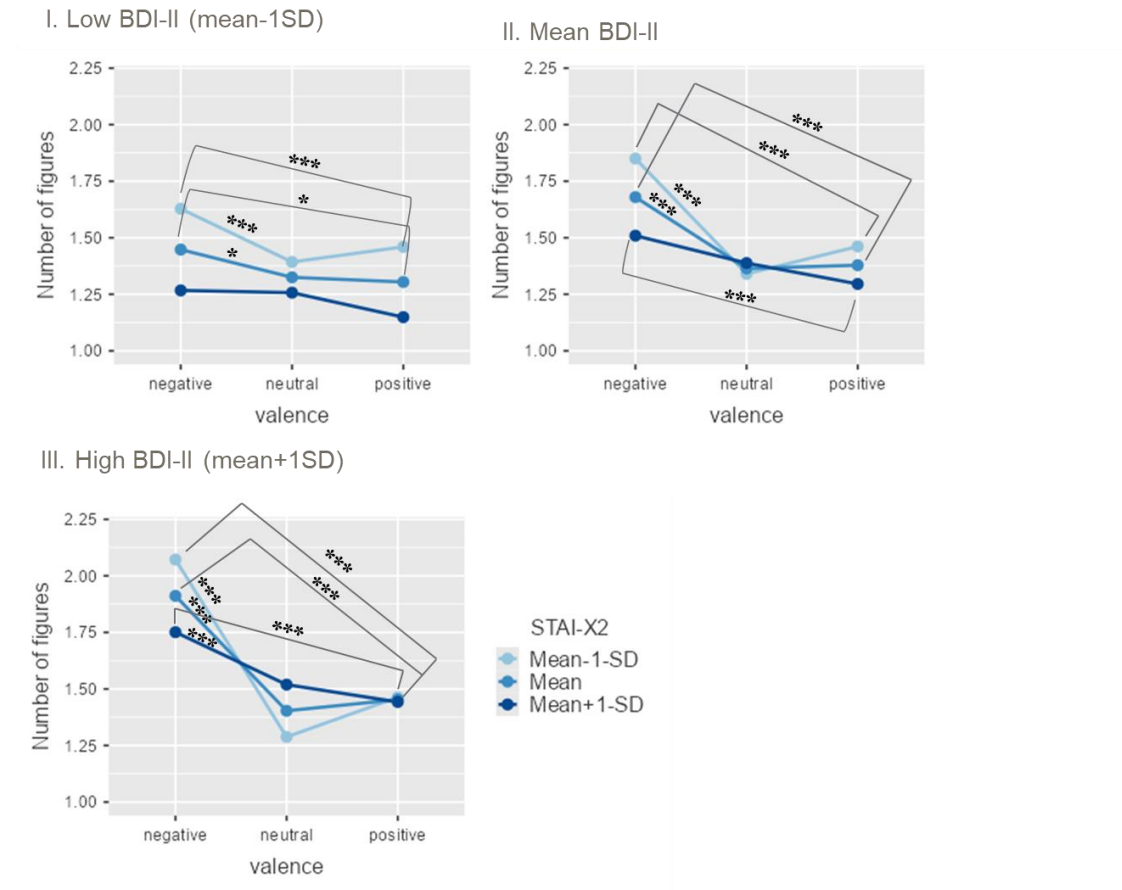 I. Low BDI-II (mean-1SD)
II. Mean BDI-II
2.25
2.00
1.75
1.50
1.25
1.00
Number of figures
***
*
***
*
negative neutral positive
valence
2.25
2.00
1.75
1.50
1.25
1.00
Number of figures
***
***
***
***
***
negative neutral positive
valence
III. High BDI-II (mean+1SD)
2.25
2.00
1.75
1.50
1.25
1.00
Number of figures
***
***
***
***
***
***
negative neutral positive
valence
STAI-X2
Mean-1-SD
Mean
Mean+1-SD